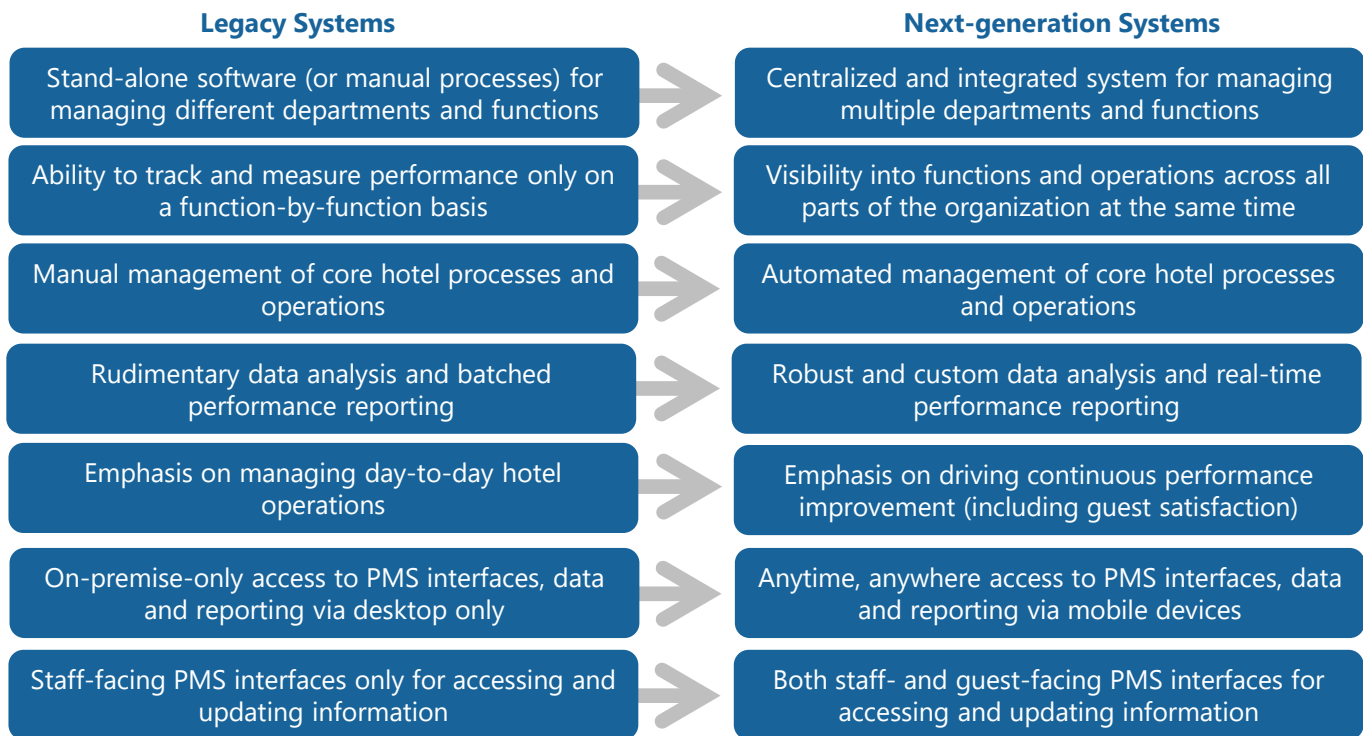 Legacy Systems
Next-generation Systems
Stand-alone software (or manual processes) for
managing different departments and functions
Centralized and integrated system for managing
multiple departments and functions
Ability to track and measure performance only on
a function-by-function basis
Visibility into functions and operations across all
parts of the organization at the same time
Manual management of core hotel processes and
operations
Automated management of core hotel processes
and operations
Rudimentary data analysis and batched
performance reporting
Robust and custom data analysis and real-time
performance reporting
Emphasis on managing day-to-day hotel
operations
Emphasis on driving continuous performance
improvement (including guest satisfaction)
On-premise-only access to PMS interfaces, data
and reporting via desktop only
Anytime, anywhere access to PMS interfaces, data
and reporting via mobile devices
Staff-facing PMS interfaces only for accessing and
updating information
Both staff- and guest-facing PMS interfaces for
accessing and updating information